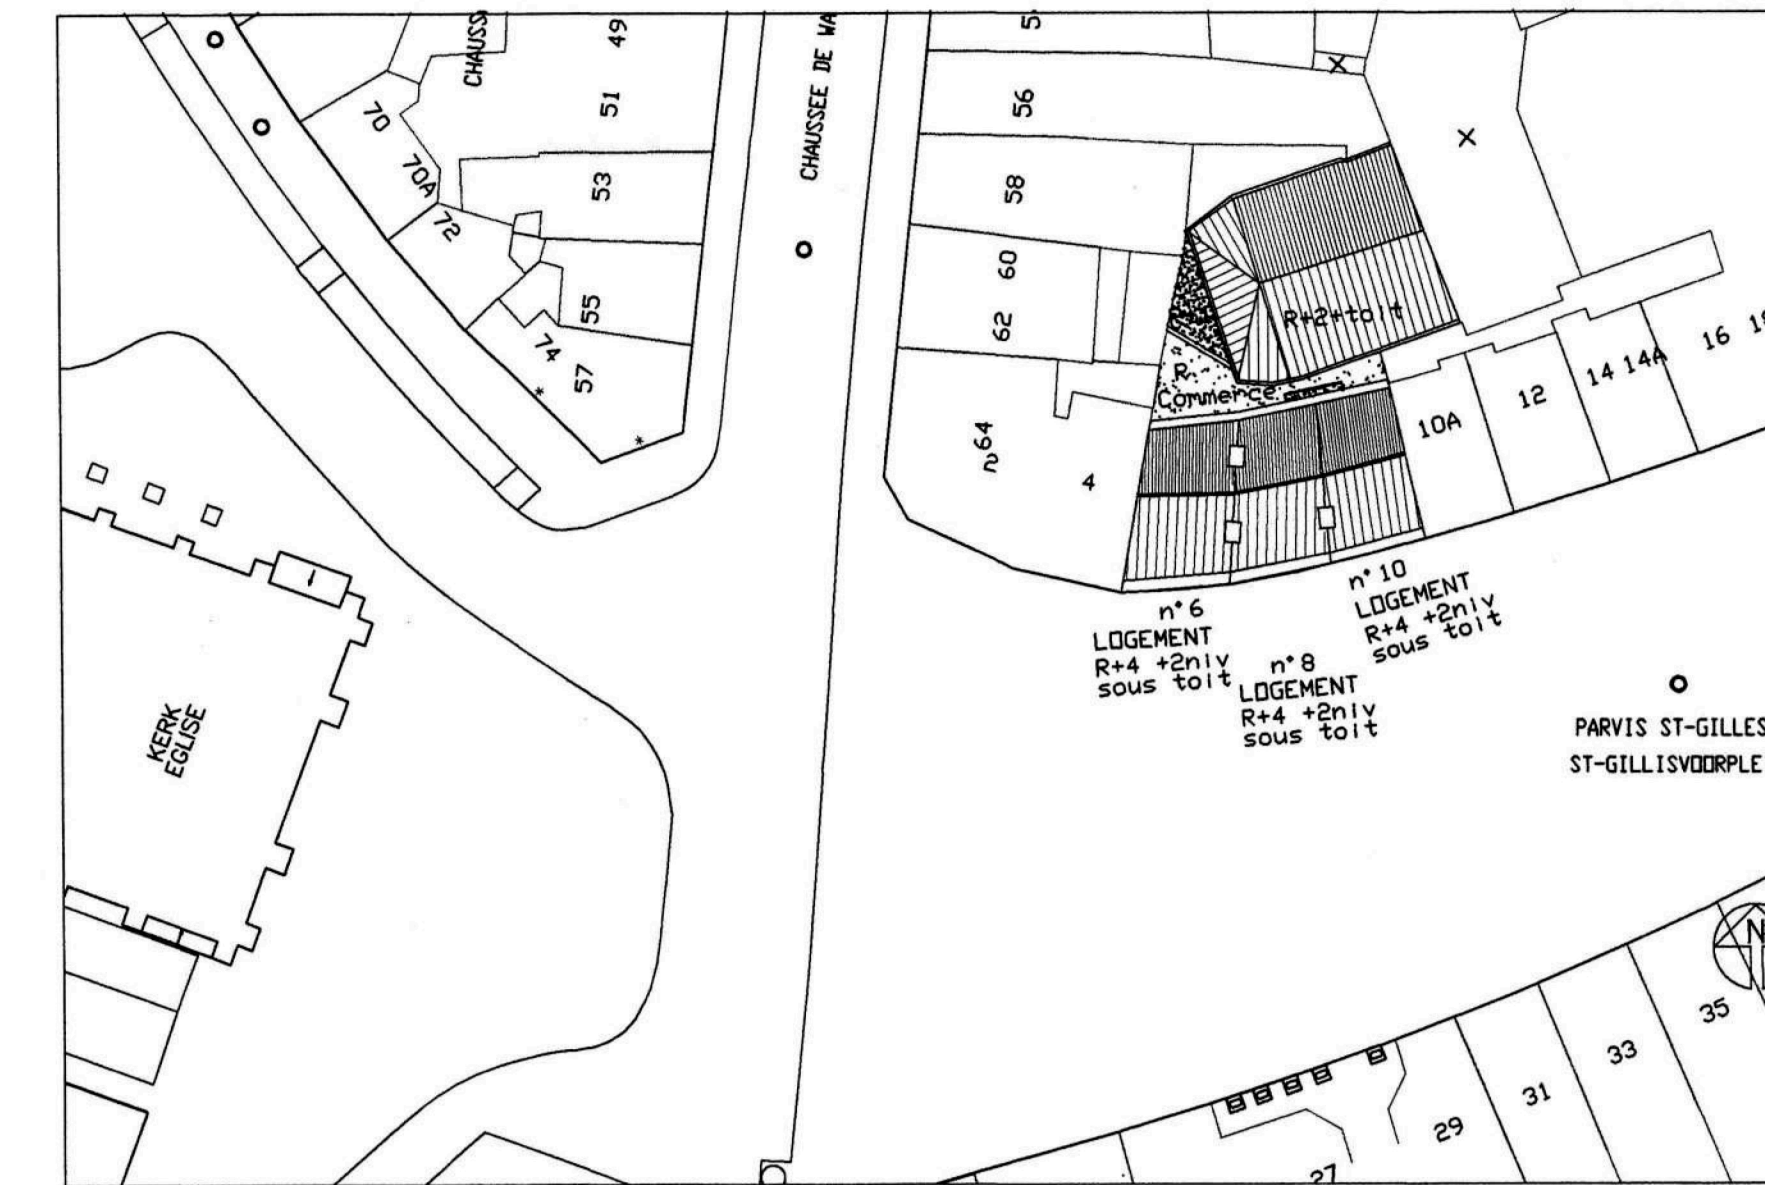 CHAUSS
49
CHAUSSEE DE WA
5
51
56
70
70A
53
58
72
60
55
62
74
57
R+2+toit
R.
Commerce
64
2
4
10A
12
14
14A
16
n° 6
LOGEMENT
R+4 +2niv
sous toit
n° 8
LOGEMENT
R+4 +2niv
sous toit
n° 10
LOGEMENT
R+4 +2niv
sous toit
KERK
EGLISE
PARVIS ST-GILLES
ST-GILLISVOORPLE
N
35
33
31
29
27